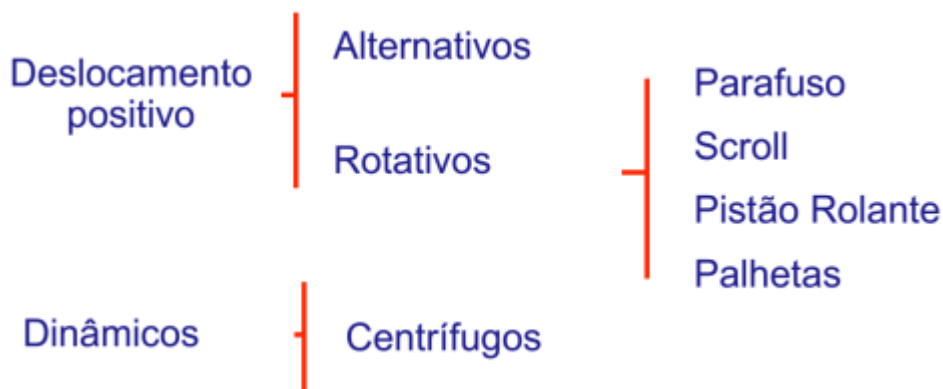 Deslocamento
positivo
Alternativos
Rotativos
Parafuso
Scroll
Pistão Rolante
Palhetas
Dinâmicos
Centrífugos